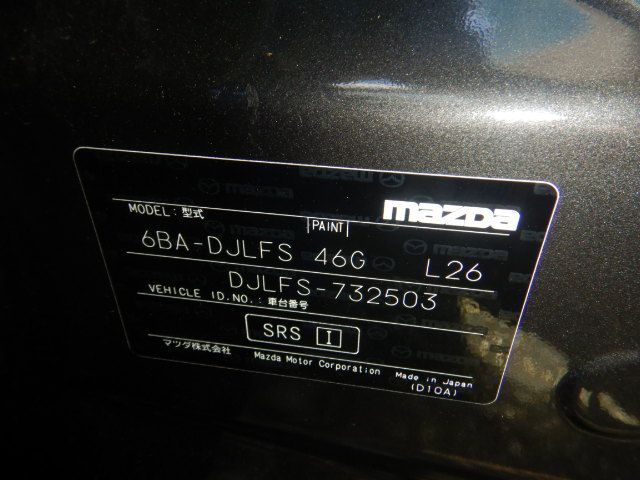 mazda
MODEL: 型式 PAINT
6BA-DJLFS 46G L26
DJLFS-732503
VEHICLE ID.NO.: 車台番号
SRS I
マツダ株式会社 Mazda Motor Corporation Made in Japan
(D10A)